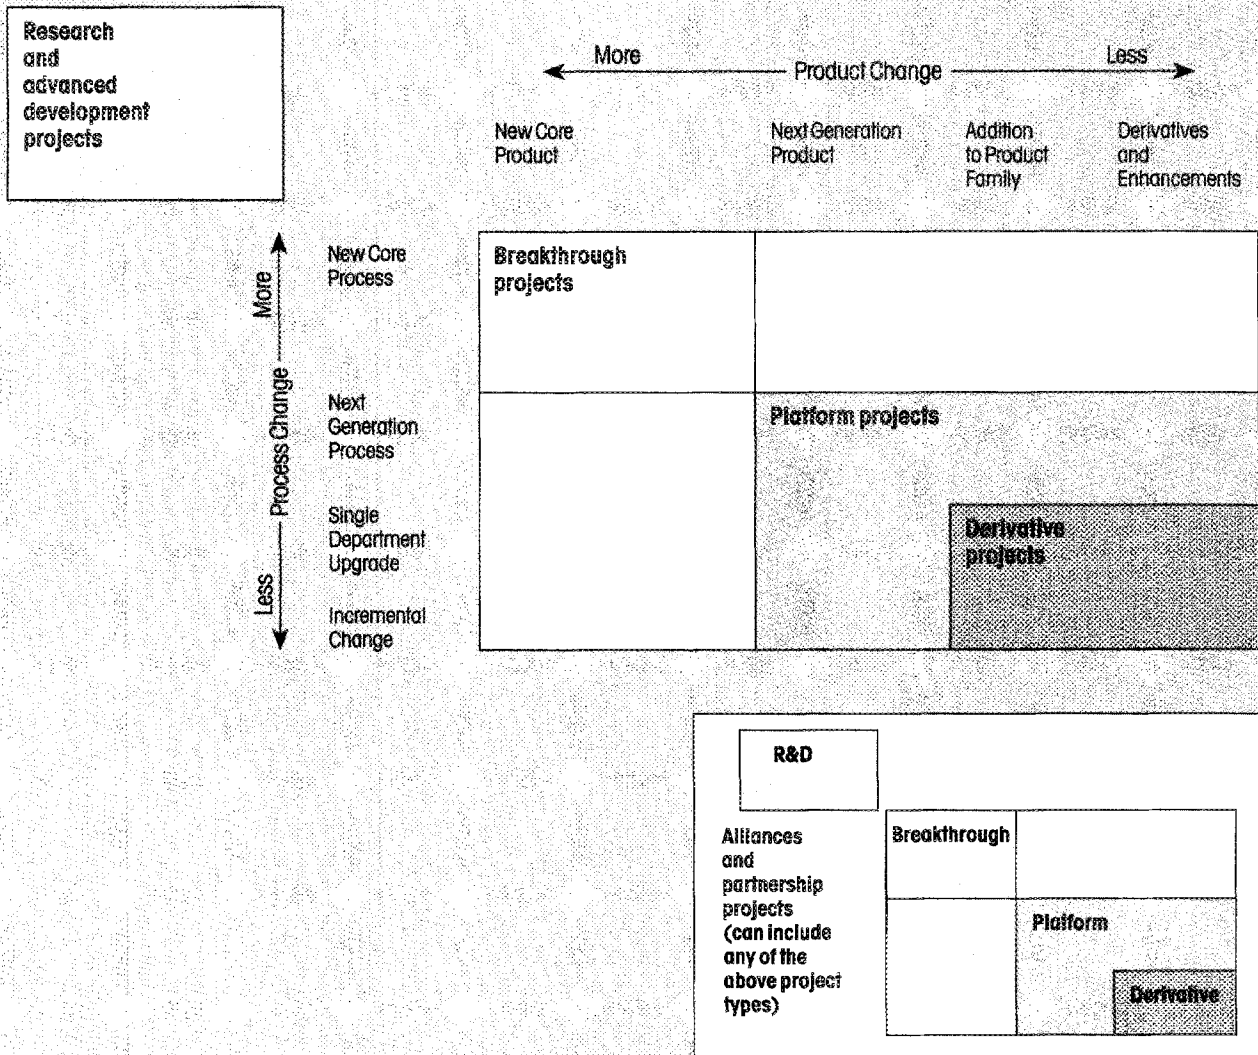 Research
and
advanced
development
projects
More
Product Change
Less
New Core
Product
Next Generation
Product
Addition
to Product
Family
Derivatives
and
Enhancements
More
Process Change
Less
New Core
Process
Next
Generation
Process
Single
Department
Upgrade
Incremental
Change
Breakthrough
projects
Platform projects
Derivative
projects
R&D
Alliances
and
partnership
projects
(can include
any of the
above project
types)
Breakthrough
Platform
Derivative